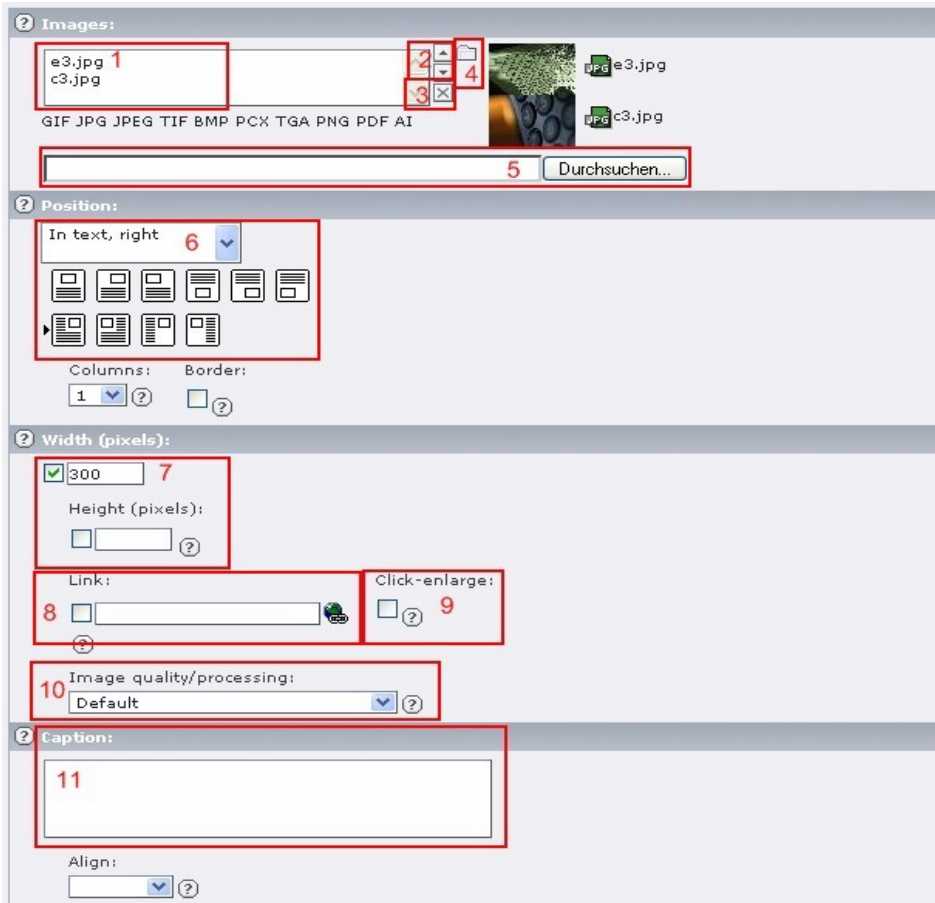 ? Images:
e3.jpg 1
c3.jpg
2
3
4
e3.jpg
JPG
c3.jpg
JPG
GIF JPG JPEG TIF BMP PCX TGA PNG PDF AI
5 Durchsuchen...
? Position:
In text, right 6
Columns: Border:
1 ? ?
? Width (pixels):
300 7
Height (pixels):
?
Link: Click-enlarge:
8 ? 9
?
10 Image quality/processing:
Default ?
? Caption:
11
Align:
?